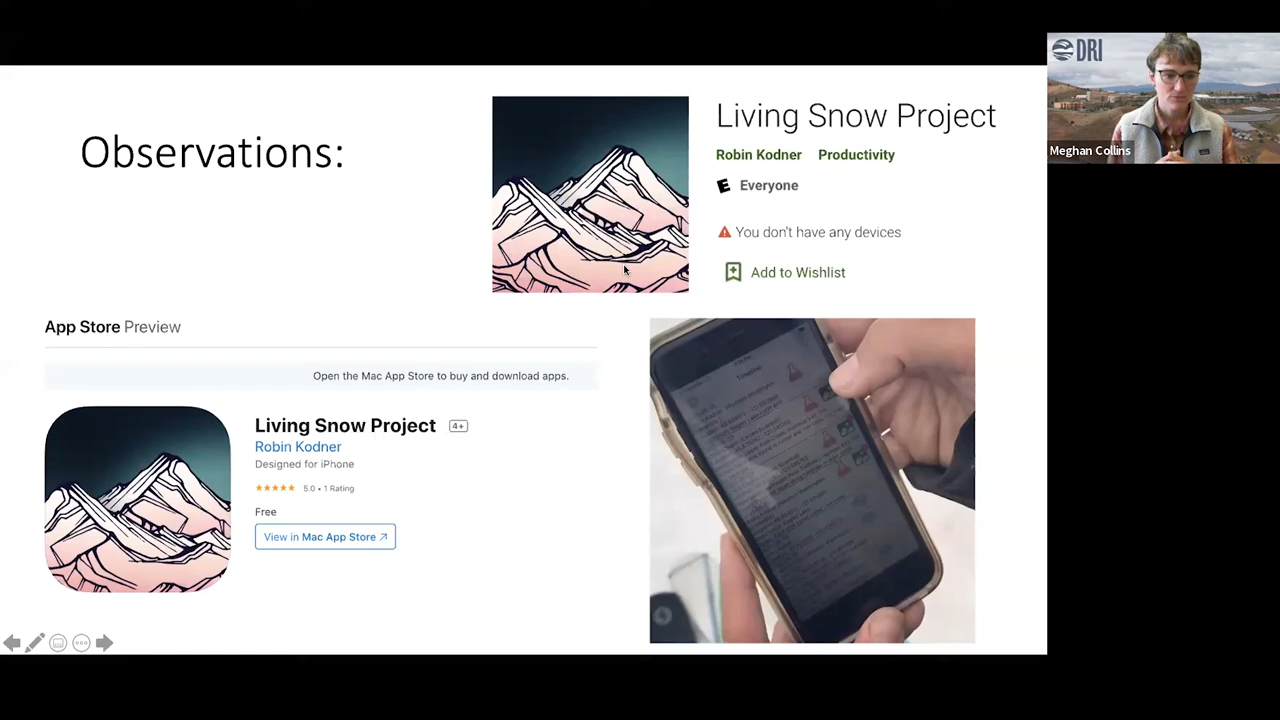 Observations:
Living Snow Project
Robin Kodner Productivity
E Everyone
You don't have any devices
Add to Wishlist
App Store Preview
Open the Mac App Store to buy and download apps.
Living Snow Project 4+
Robin Kodner
Designed for iPhone
★★★★★ 5.0 • 1 Rating
Free
View in Mac App Store ↗
Timeline
DRI
Meghan Collins